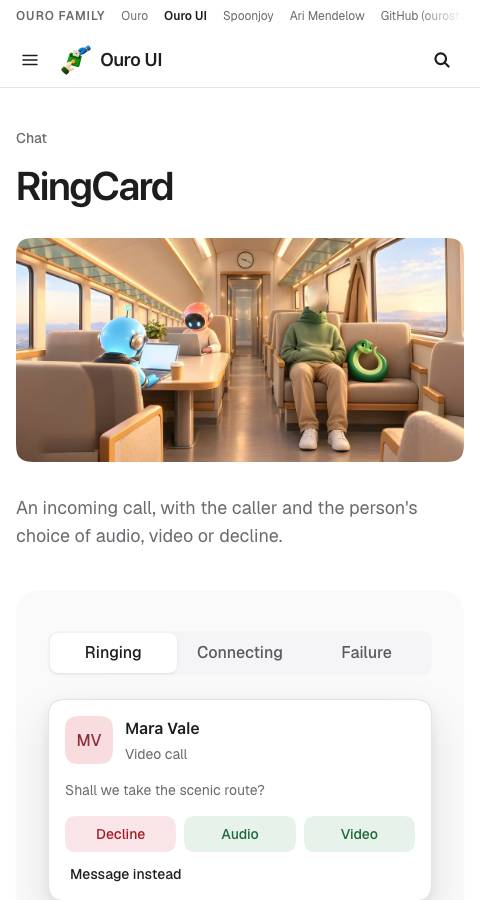 OURO FAMILY Ouro Ouro UI Spoonjoy Ari Mendelow GitHub (ouros
Ouro UI
Chat
RingCard
An incoming call, with the caller and the person's
choice of audio, video or decline.
Ringing Connecting Failure
MV
Mara Vale
Video call
Shall we take the scenic route?
Decline Audio Video
Message instead